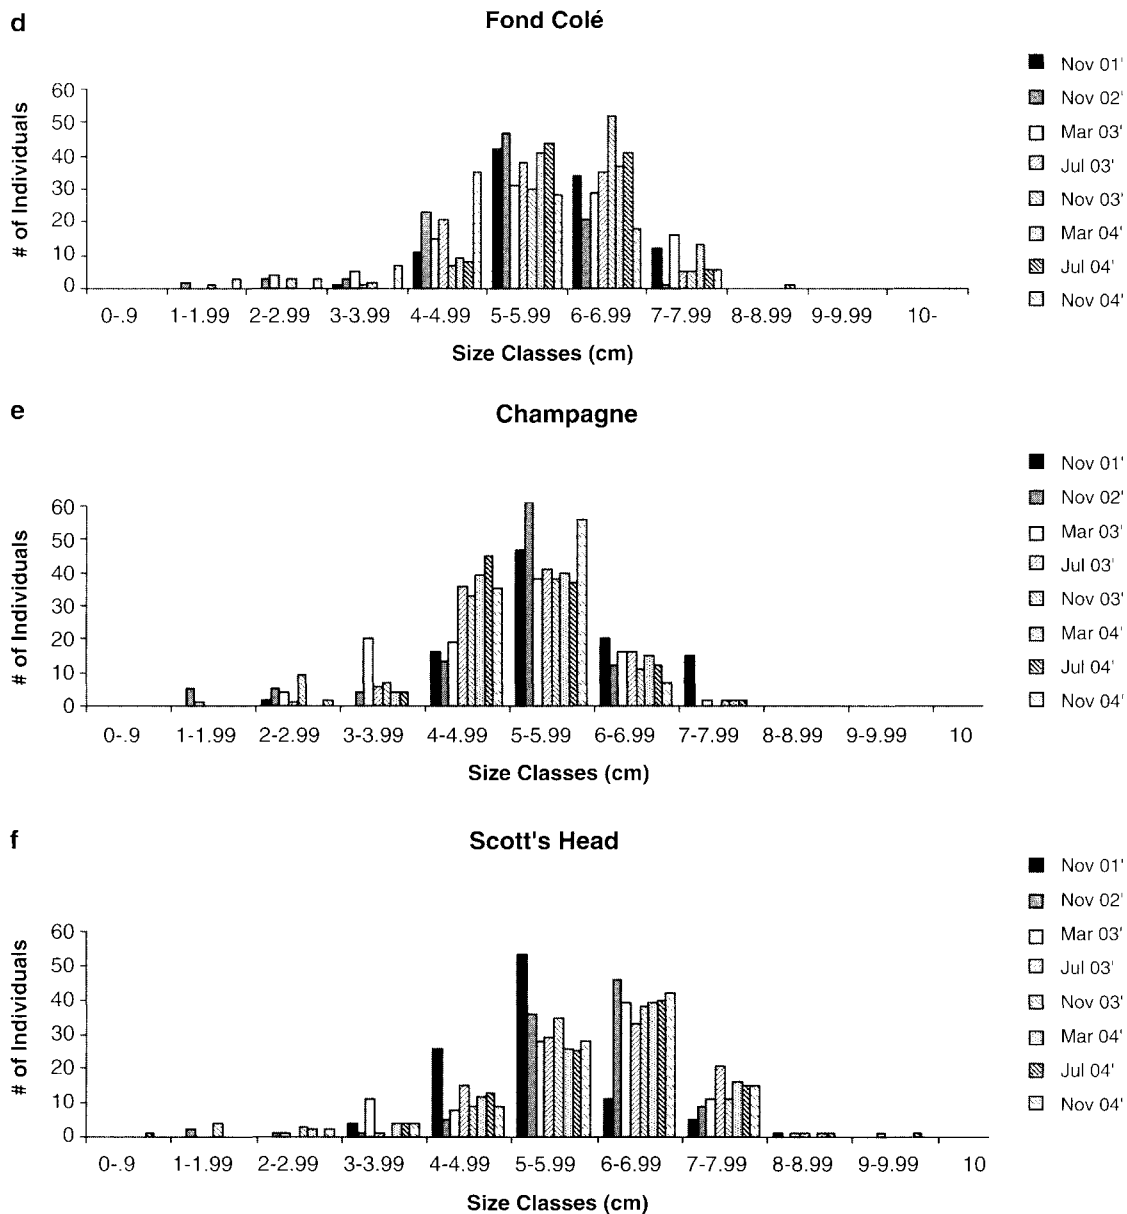 d
Fond Colé
# of Individuals
60
50
40
30
20
10
0
0-.9 1-1.99 2-2.99 3-3.99 4-4.99 5-5.99 6-6.99 7-7.99 8-8.99 9-9.99 10-
Size Classes (cm)
Nov 01'
Nov 02'
Mar 03'
Jul 03'
Nov 03'
Mar 04'
Jul 04'
Nov 04'
e
Champagne
# of Individuals
60
50
40
30
20
10
0
0-.9 1-1.99 2-2.99 3-3.99 4-4.99 5-5.99 6-6.99 7-7.99 8-8.99 9-9.99 10
Size Classes (cm)
Nov 01'
Nov 02'
Mar 03'
Jul 03'
Nov 03'
Mar 04'
Jul 04'
Nov 04'
f
Scott's Head
# of Individuals
60
50
40
30
20
10
0
0-.9 1-1.99 2-2.99 3-3.99 4-4.99 5-5.99 6-6.99 7-7.99 8-8.99 9-9.99 10
Size Classes (cm)
Nov 01'
Nov 02'
Mar 03'
Jul 03'
Nov 03'
Mar 04'
Jul 04'
Nov 04'